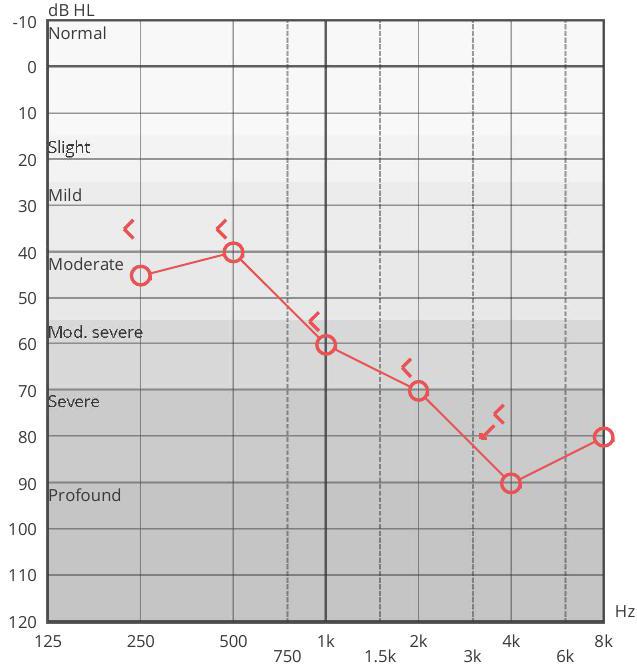 dB HL
-10
Normal
0
10
Slight
20
Mild
30
40
Moderate
50
Mod. severe
60
70
Severe
80
90
Profound
100
110
120
Hz
125 250 500 1k 2k 4k 8k
750 1.5k 3k 6k